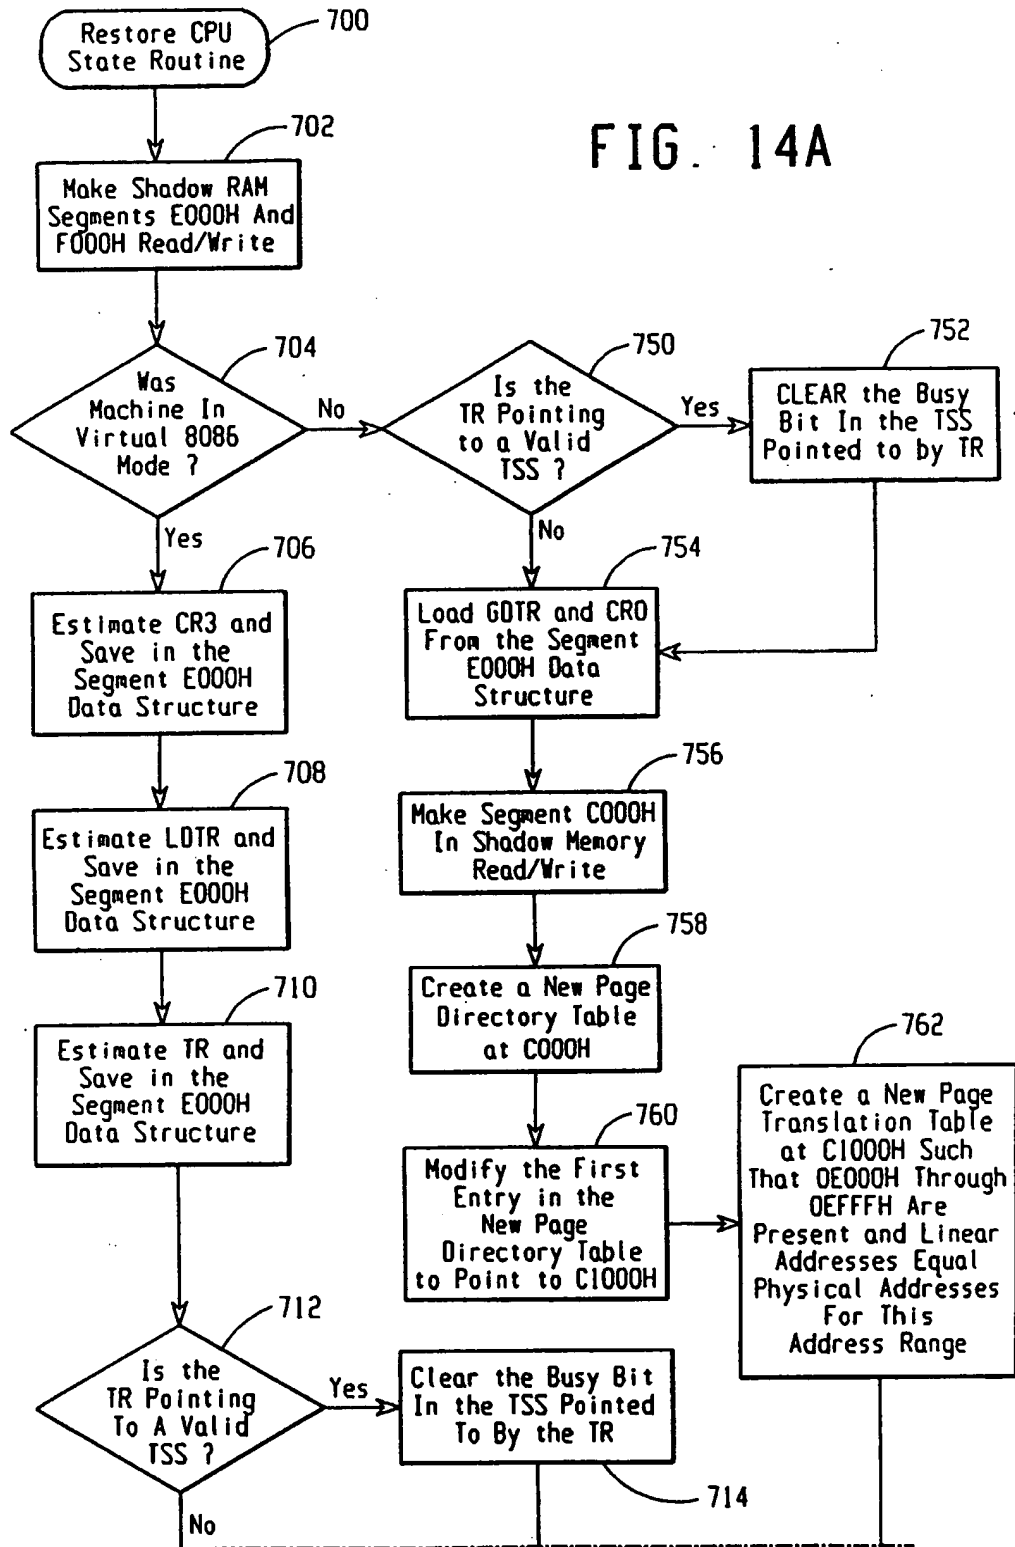 Restore CPU
State Routine
700
FIG. 14A
702
Make Shadow RAM
Segments E000H And
F000H Read/Write
704
Was
Machine In
Virtual 8086
Mode ?
No
Yes
706
Estimate CR3 and
Save in the
Segment E000H
Data Structure
708
Estimate LDTR and
Save in the
Segment E000H
Data Structure
710
Estimate TR and
Save in the
Segment E000H
Data Structure
712
Is the
TR Pointing
To A Valid
TSS ?
Yes
No
Clear the Busy Bit
In the TSS Pointed
To By the TR
714
750
Is the
TR Pointing
to a Valid
TSS ?
Yes
No
752
CLEAR the Busy
Bit In the TSS
Pointed to by TR
754
Load GDTR and CR0
From the Segment
E000H Data
Structure
756
Make Segment C000H
In Shadow Memory
Read/Write
758
Create a New Page
Directory Table
at C000H
760
Modify the First
Entry in the
New Page
Directory Table
to Point to C1000H
762
Create a New Page
Translation Table
at C1000H Such
That 0E000H Through
0EFFFH Are
Present and Linear
Addresses Equal
Physical Addresses
For This
Address Range